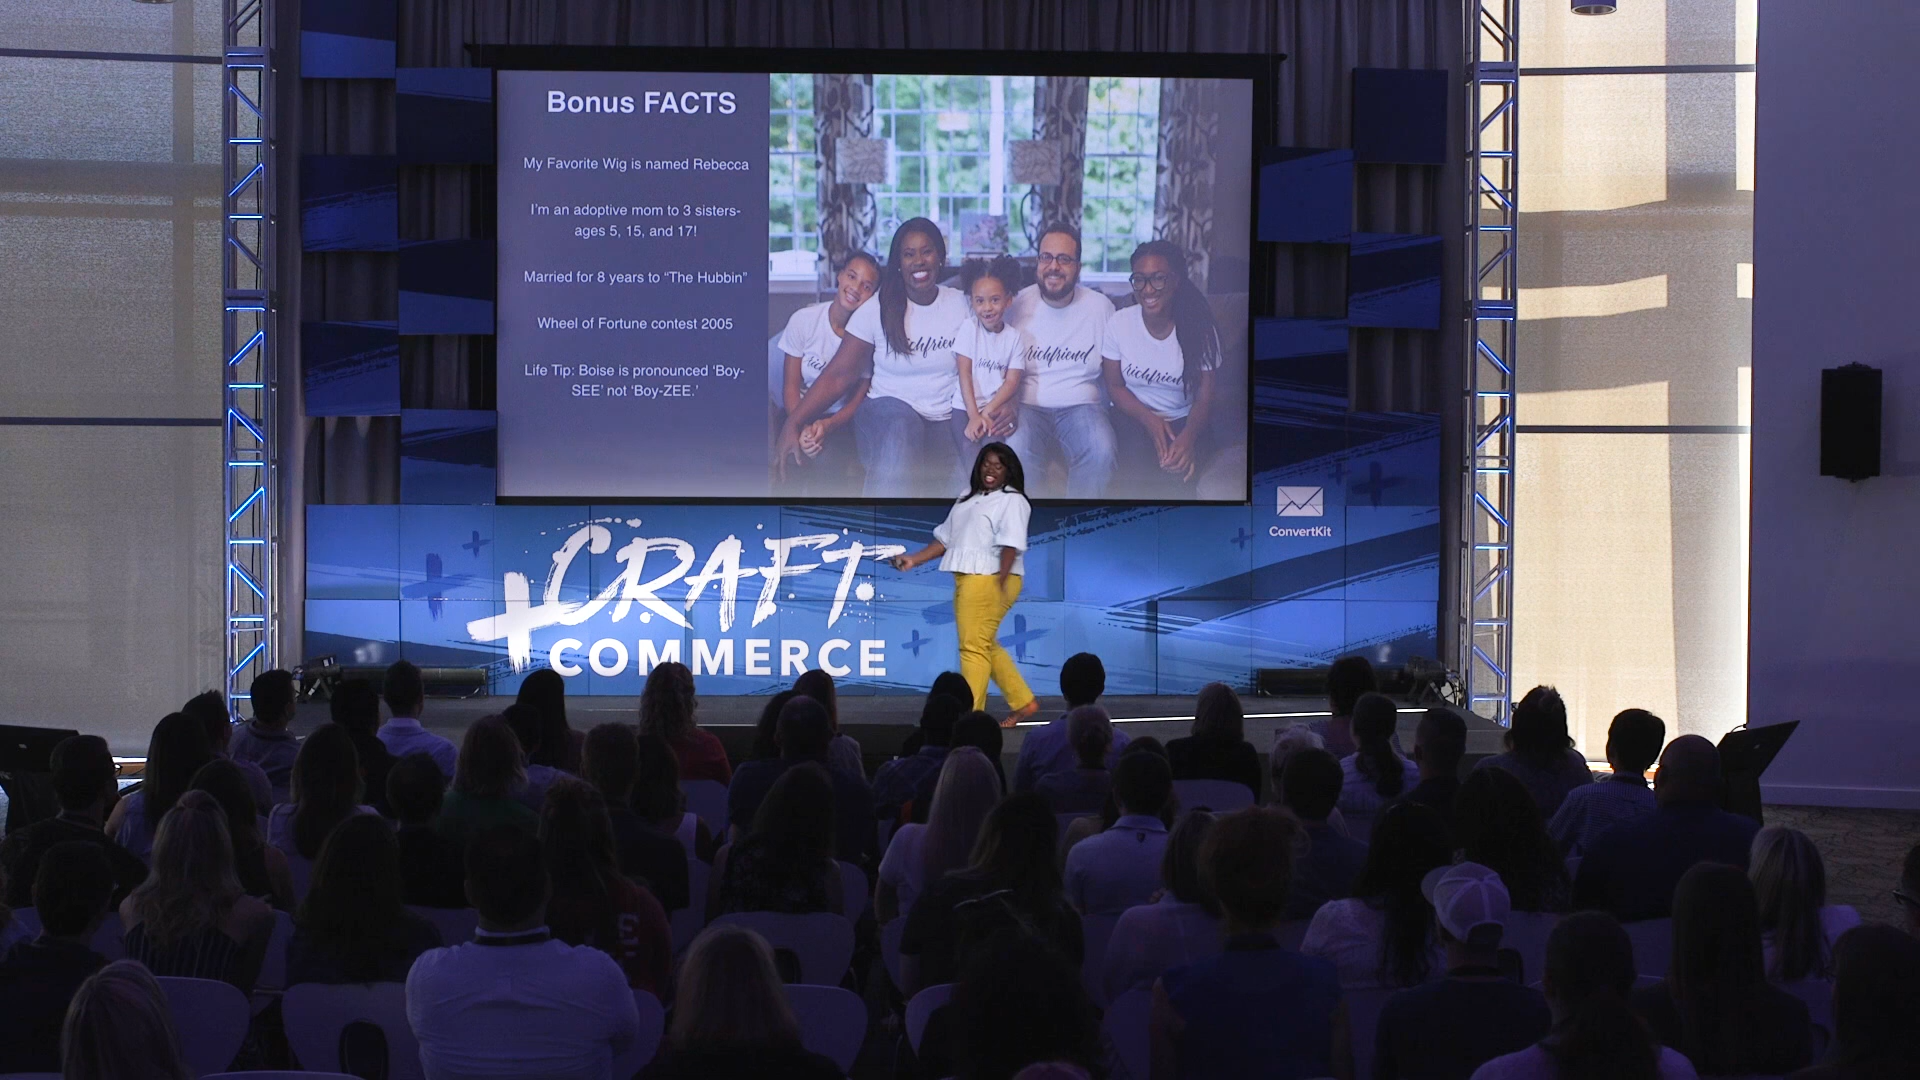 Bonus FACTS
My Favorite Wig is named Rebecca
I'm an adoptive mom to 3 sisters-
ages 5, 15, and 17!
Married for 8 years to “The Hubbin”
Wheel of Fortune contest 2005
Life Tip: Boise is pronounced ‘Boy-
SEE’ not ‘Boy-ZEE.’
richfriend
ConvertKit
CRAFT
+COMMERCE